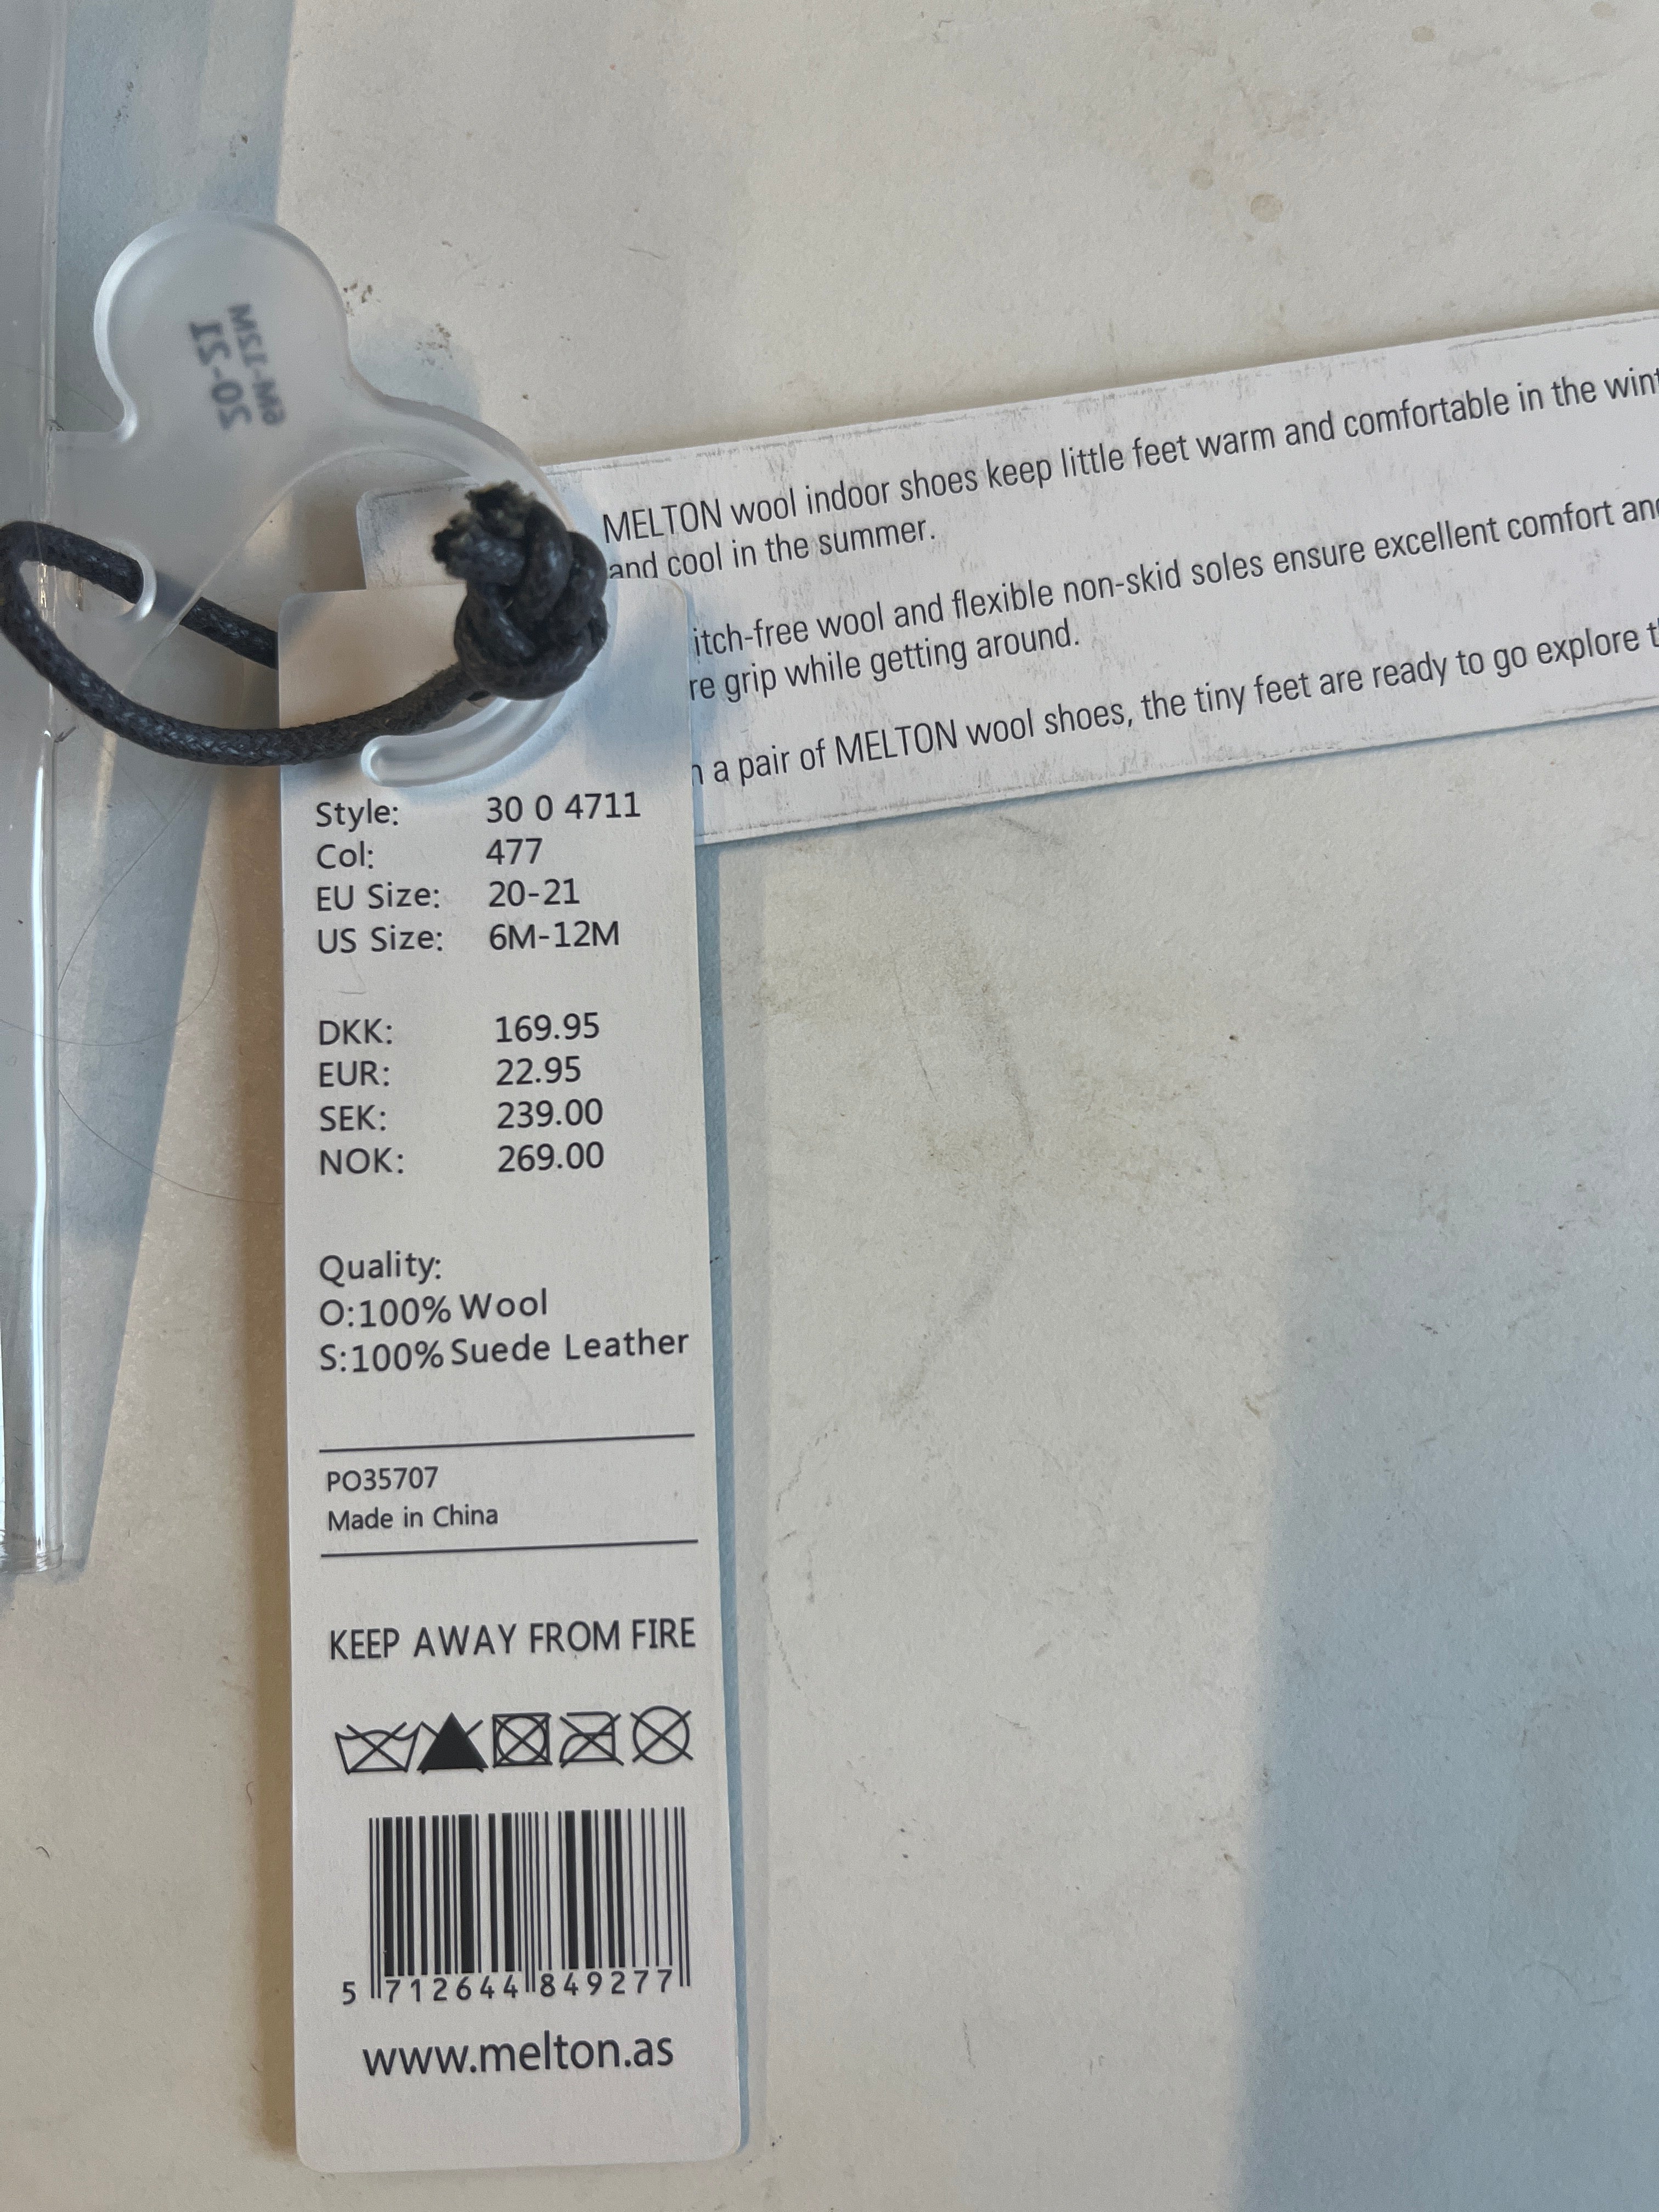 20-21
6M-12M
MELTON wool indoor shoes keep little feet warm and comfortable in the
and cool in the summer.
itch-free wool and flexible non-skid soles ensure excellent comfort
grip while getting around.
a pair of MELTON wool shoes, the tiny feet are ready to go explore
Style: 30 0 4711
Col: 477
EU Size: 20-21
US Size: 6M-12M
DKK: 169.95
EUR: 22.95
SEK: 239.00
NOK: 269.00
Quality:
O:100% Wool
S:100% Suede Leather
PO35707
Made in China
KEEP AWAY FROM FIRE
5 712644 849277
www.melton.as